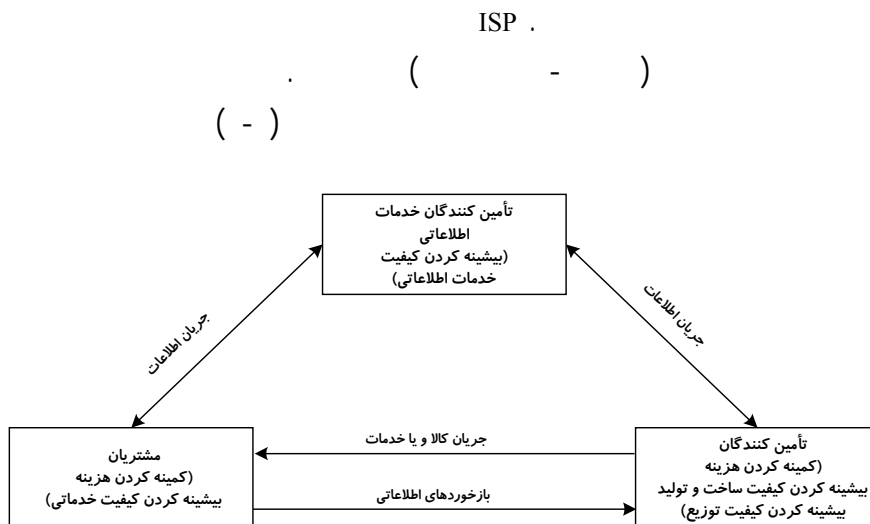 ISP .
( - ) .
( - )
تأمین کنندگان خدمات
اطلاعاتی
(بیشینه کردن کیفیت
خدمات اطلاعاتی)
جریان اطلاعات
جریان اطلاعات
تأمین کنندگان
(کمینه کردن هزینه
بیشینه کردن کیفیت ساخت و تولید
بیشینه کردن کیفیت توزیع)
جریان کالا و یا خدمات
بازخوردهای اطلاعاتی
مشتریان
(کمینه کردن هزینه
بیشینه کردن کیفیت خدماتی)